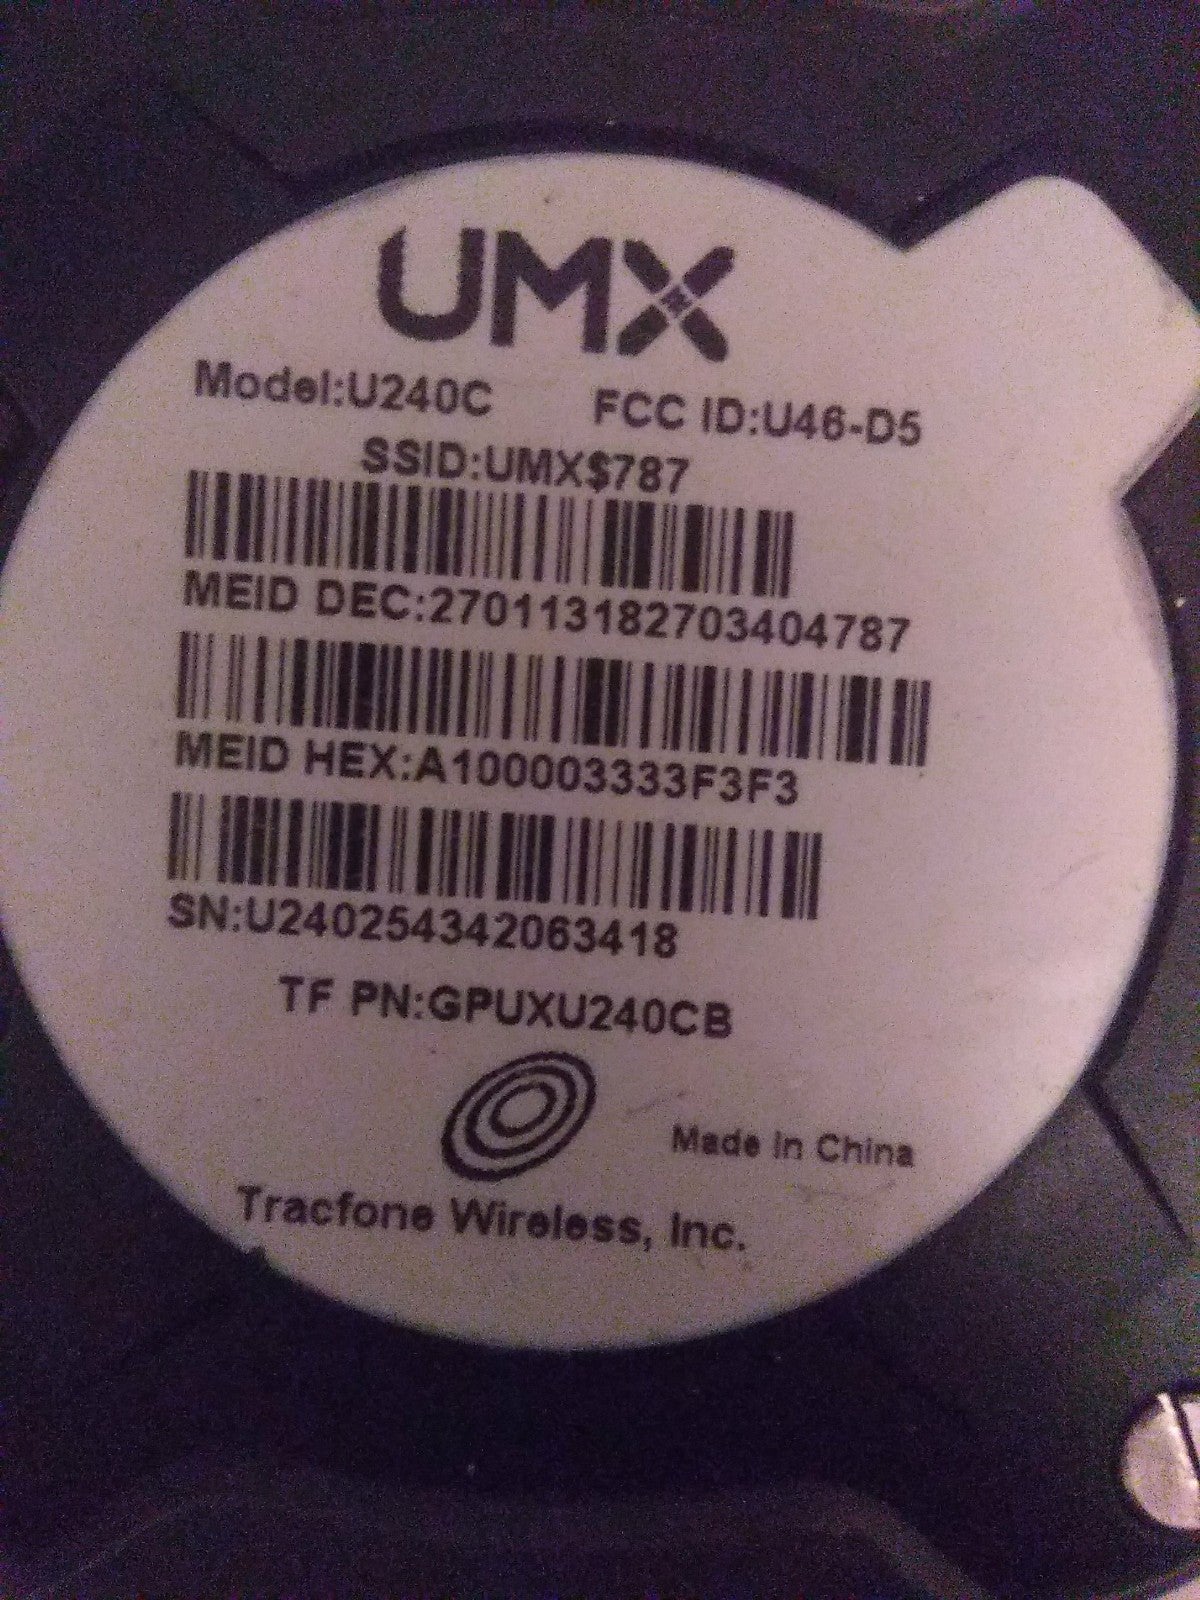 UMX
Model:U240C FCC ID:U46-D5
SSID:UMX$787
MEID DEC:270113182703404787
MEID HEX:A100003333F3F3
SN:U240254342063418
TF PN:GPUXU240CB
Made in China
Tracfone Wireless, Inc.